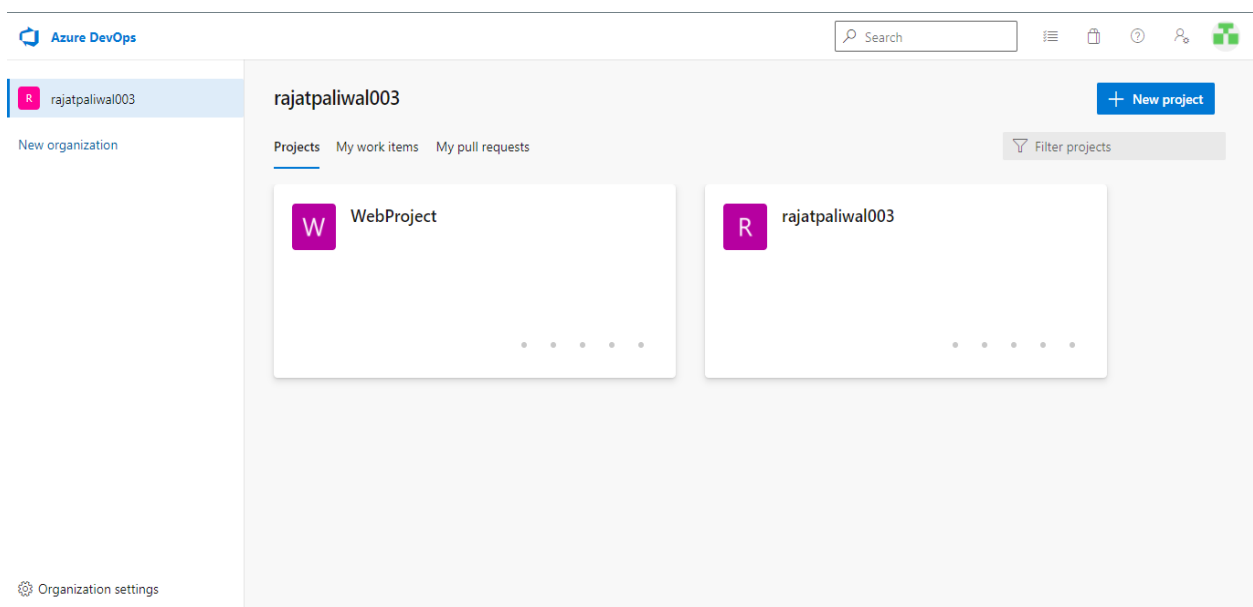 Azure DevOps
Search
R rajatpaliwal003
New organization
rajatpaliwal003
New project
Projects My work items My pull requests
Filter projects
W WebProject
R rajatpaliwal003
Organization settings